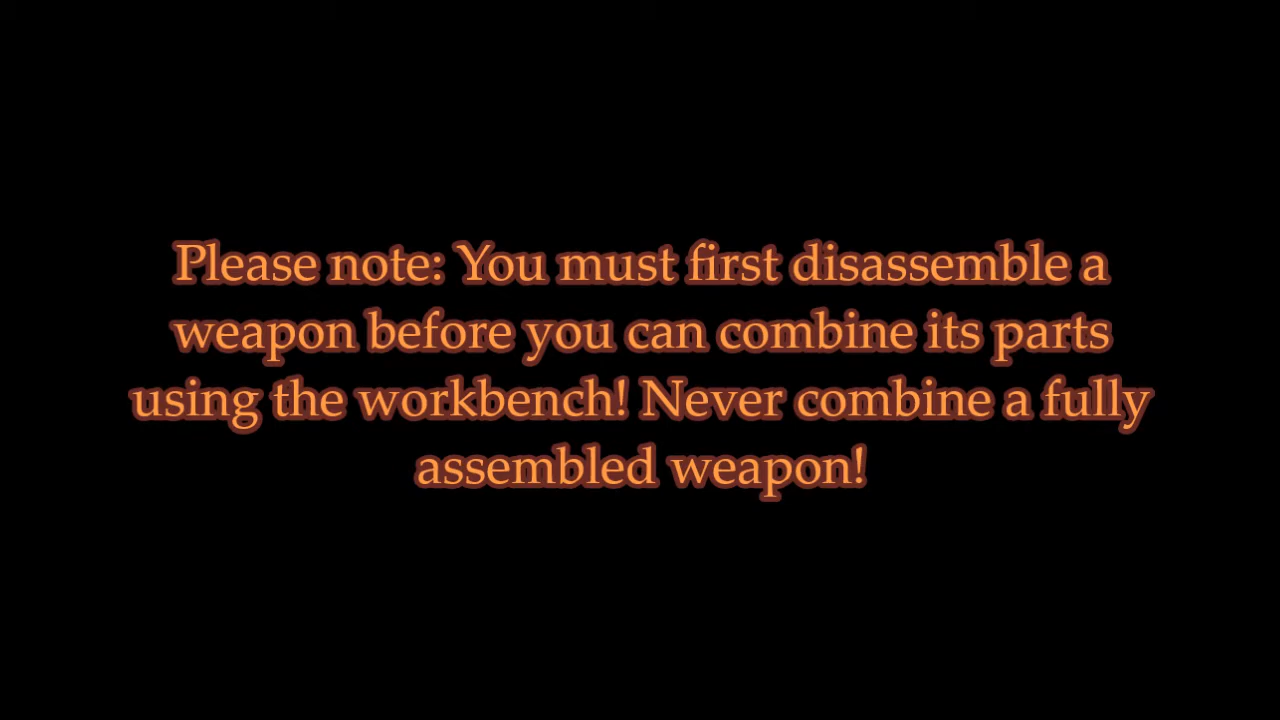 Please note: You must first disassemble a
weapon before you can combine its parts
using the workbench! Never combine a fully
assembled weapon!